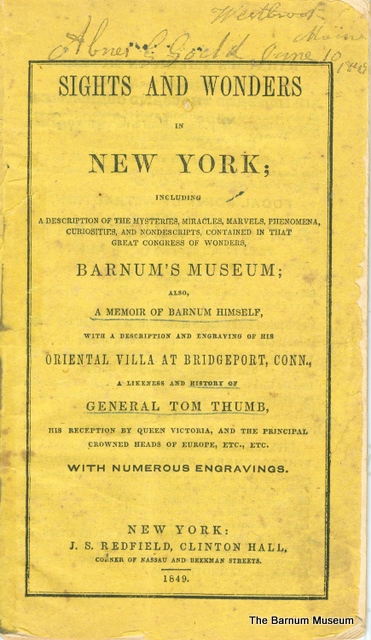 Westbrook
Maine
Abner Gould June 10
SIGHTS AND WONDERS
IN
NEW YORK;
INCLUDING
A DESCRIPTION OF THE MYSTERIES, MIRACLES, MARVELS, PHENOMENA,
CURIOSITIES, AND NONDESCRIPTS, CONTAINED IN THAT
GREAT CONGRESS OF WONDERS,
BARNUM'S MUSEUM;
ALSO,
A MEMOIR OF BARNUM HIMSELF,
WITH A DESCRIPTION AND ENGRAVING OF HIS
ORIENTAL VILLA AT BRIDGEPORT, CONN.,
A LIKENESS AND HISTORY OF
GENERAL TOM THUMB,
HIS RECEPTION BY QUEEN VICTORIA, AND THE PRINCIPAL
CROWNED HEADS OF EUROPE, ETC., ETC.
WITH NUMEROUS ENGRAVINGS.
NEW YORK:
J. S. REDFIELD, CLINTON HALL,
CORNER OF NASSAU AND BEEKMAN STREETS.
1849.
The Barnum Museum